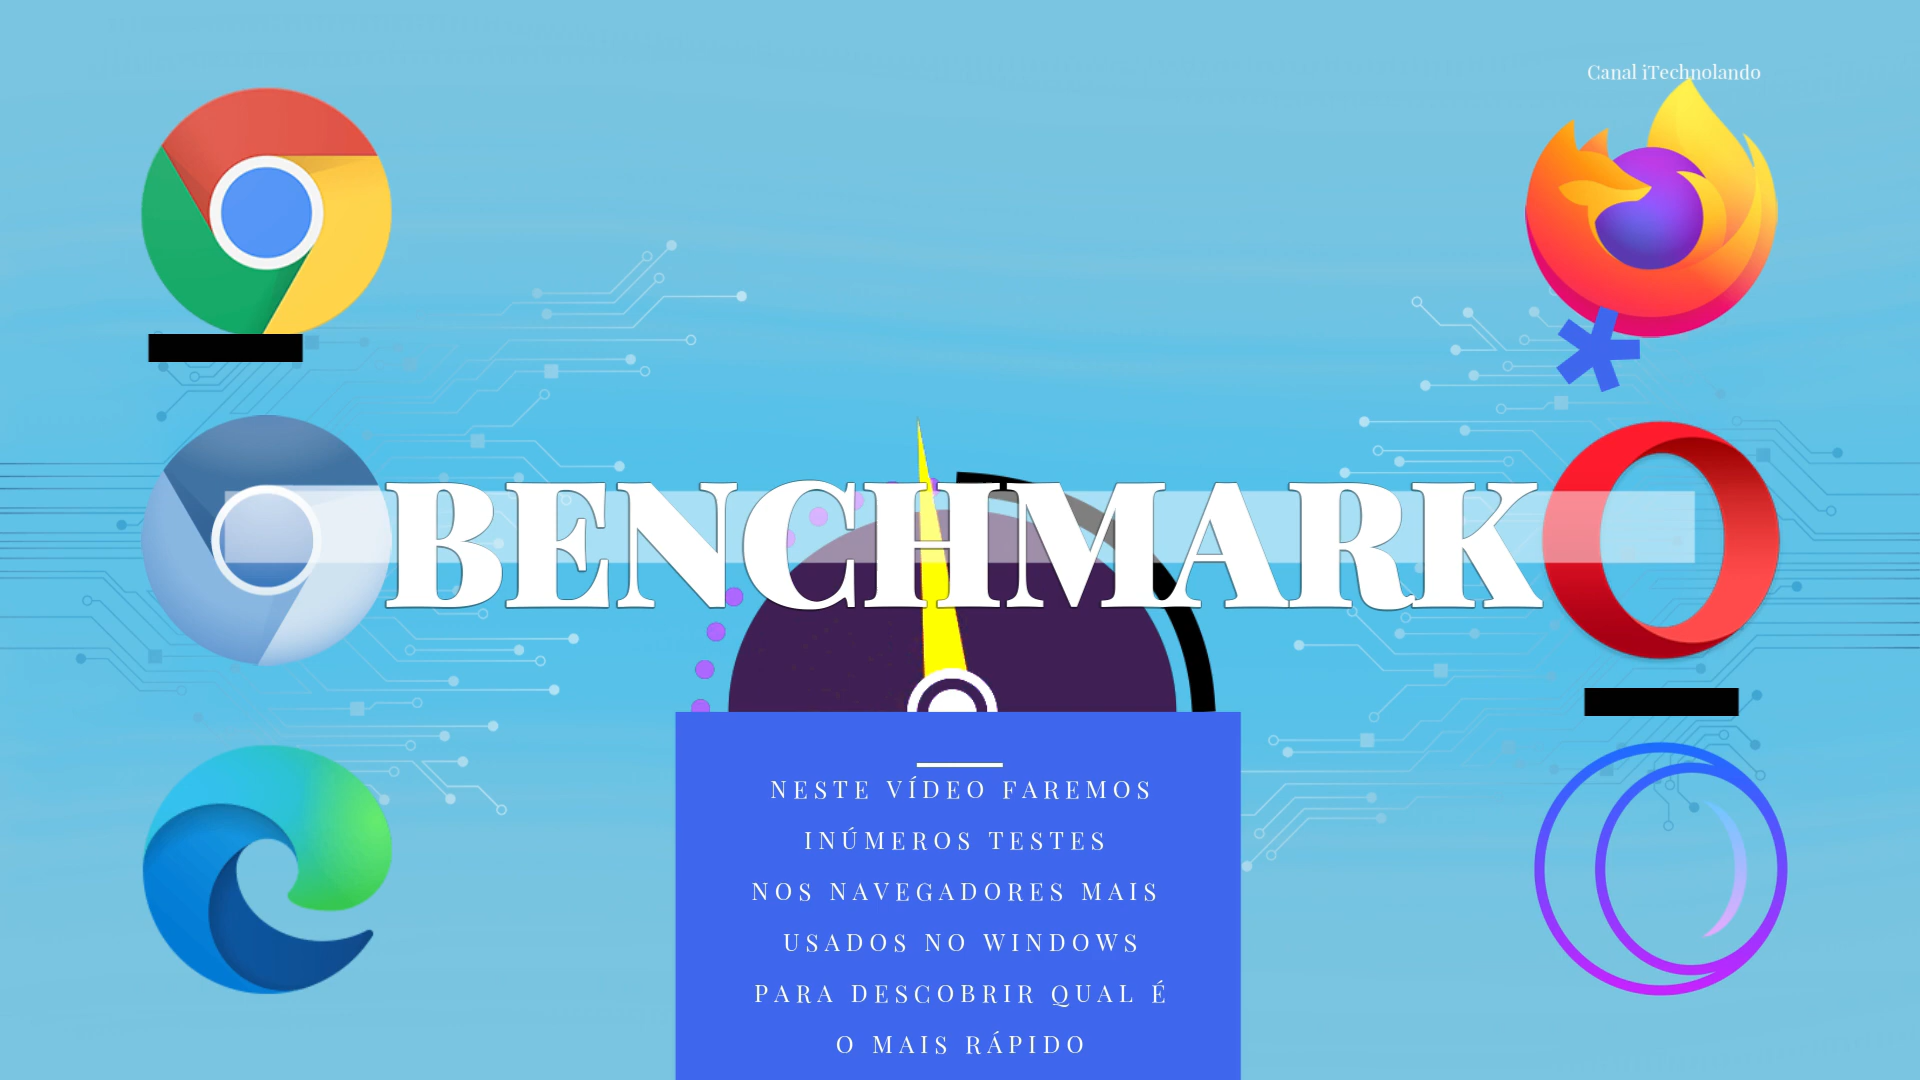 Canal iTechnolando
BENCHMARK
NESTE VÍDEO FAREMOS
INÚMEROS TESTES
NOS NAVEGADORES MAIS
USADOS NO WINDOWS
PARA DESCOBRIR QUAL É
O MAIS RÁPIDO